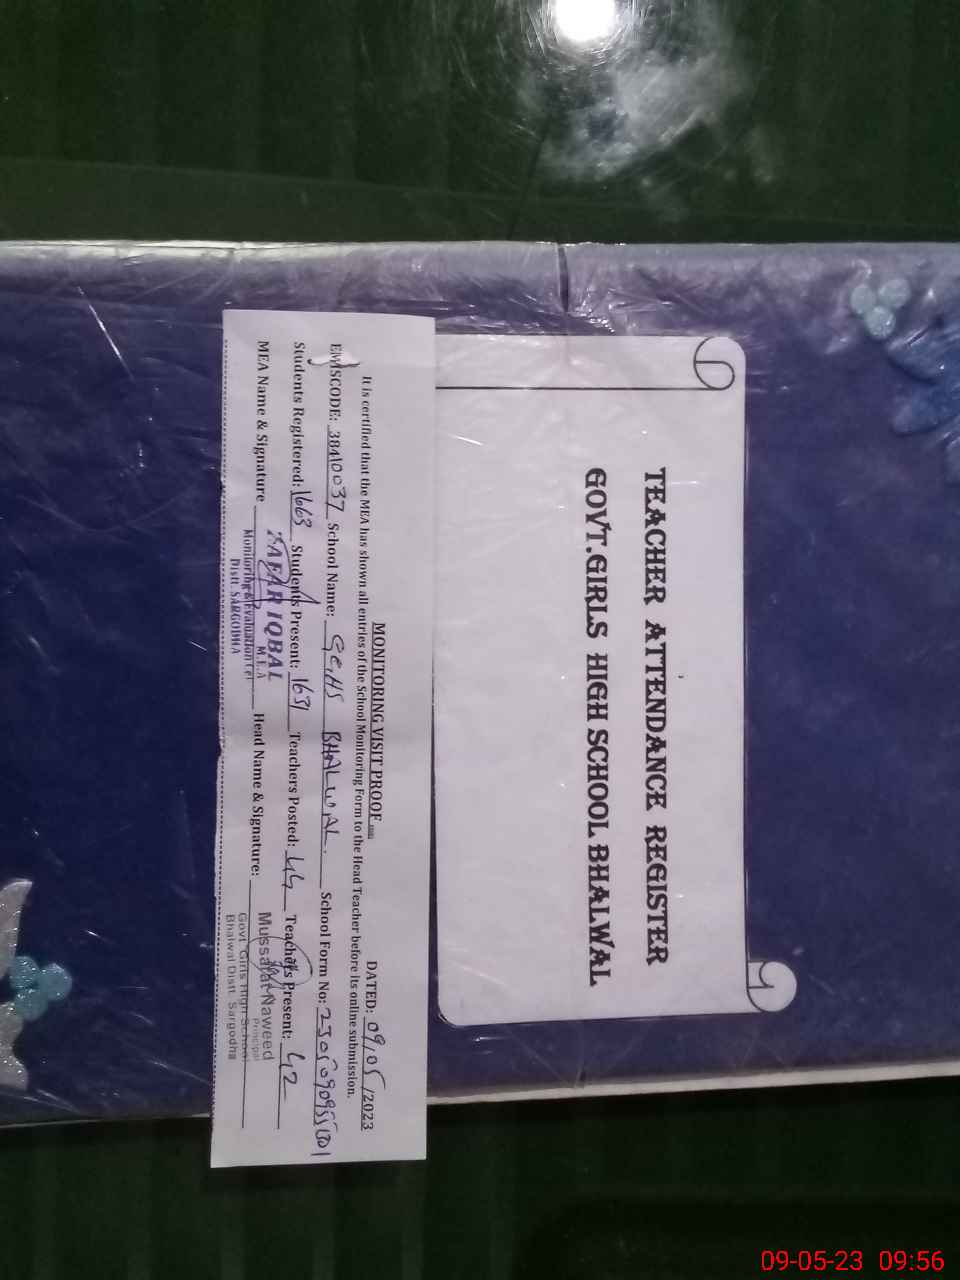 TEACHER ATTENDANCE REGISTER
GOVT.GIRLS HIGH SCHOOL BHALWAL
MONITORING VISIT PROOF
DATED: 09/05/2023
It is certified that the MEA has shown all entries of the School Monitoring Form to the Head Teacher before its online submission.
EMISCODE: 38410037 School Name: GGHS BHALWAL. School Form No:
Students Registered: 1663 Students Present: 1631 Teachers Posted: 44 Teachers Present: 42
MEA Name & Signature Head Name & Signature:
ZAFAR IQBAL
M.E.A
Monitoring & Evaluation Cel
Distt. SARGODHA
Mussarat Naweed
Principal
Govt. Girls High School
Bhalwal Distt. Sargodha
09-05-23 09:56